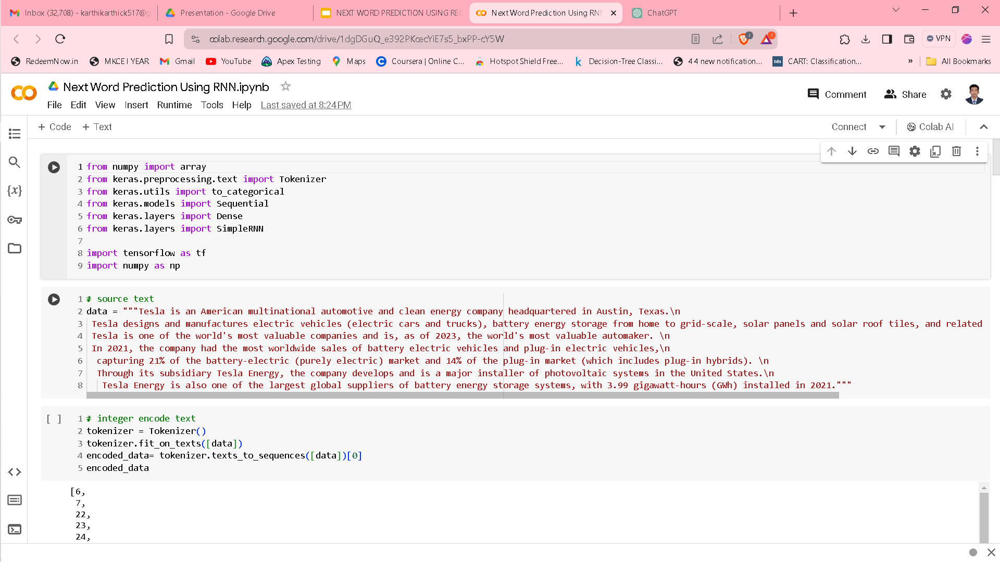 Inbox (32,708) - karthikarthick517@g
Presentation - Google Drive
NEXT WORD PREDICTION USING REC
Next Word Prediction Using RNN
ChatGPT
colab.research.google.com/drive/
2
1
VPN
RedeemNow.in
MKCE I YEAR
Gmail
YouTube
Apex Testing
Maps
Coursera | Online C...
Hotspot Shield Free...
Decision-Tree Classi...
4 4 new notification...
tds
CART: Classification...
»
All Bookmarks
Next Word Prediction Using RNN.ipynb
Comment
Share
File Edit View Insert Runtime Tools Help Last saved at 8:24 PM
+ Code + Text
Connect
Colab AI
1 from numpy import array
2 from keras.preprocessing.text import Tokenizer
3 from keras.utils import to_categorical
4 from keras.models import Sequential
5 from keras.layers import Dense
6 from keras.layers import SimpleRNN
7
8 import tensorflow as tf
9 import numpy as np
1 # source text
2 data = """Tesla is an American multinational automotive and clean energy company headquartered in Austin, Texas.\n
3 Tesla designs and manufactures electric vehicles (electric cars and trucks), battery energy storage from home to grid-scale, solar panels and solar roof tiles, and related
4 Tesla is one of the world's most valuable companies and is, as of 2023, the world's most valuable automaker. \n
5 In 2021, the company had the most worldwide sales of battery electric vehicles and plug-in electric vehicles,\n
6 capturing 21% of the battery-electric (purely electric) market and 14% of the plug-in market (which includes plug-in hybrids). \n
7 Through its subsidiary Tesla Energy, the company develops and is a major installer of photovoltaic systems in the United States.\n
8 Tesla Energy is also one of the largest global suppliers of battery energy storage systems, with 3.99 gigawatt-hours (GWh) installed in 2021."""
[ ]
1 # integer encode text
2 tokenizer = Tokenizer()
3 tokenizer.fit_on_texts([data])
4 encoded_data= tokenizer.texts_to_sequences([data])[0]
5 encoded_data
[6,
7,
22,
23,
24,